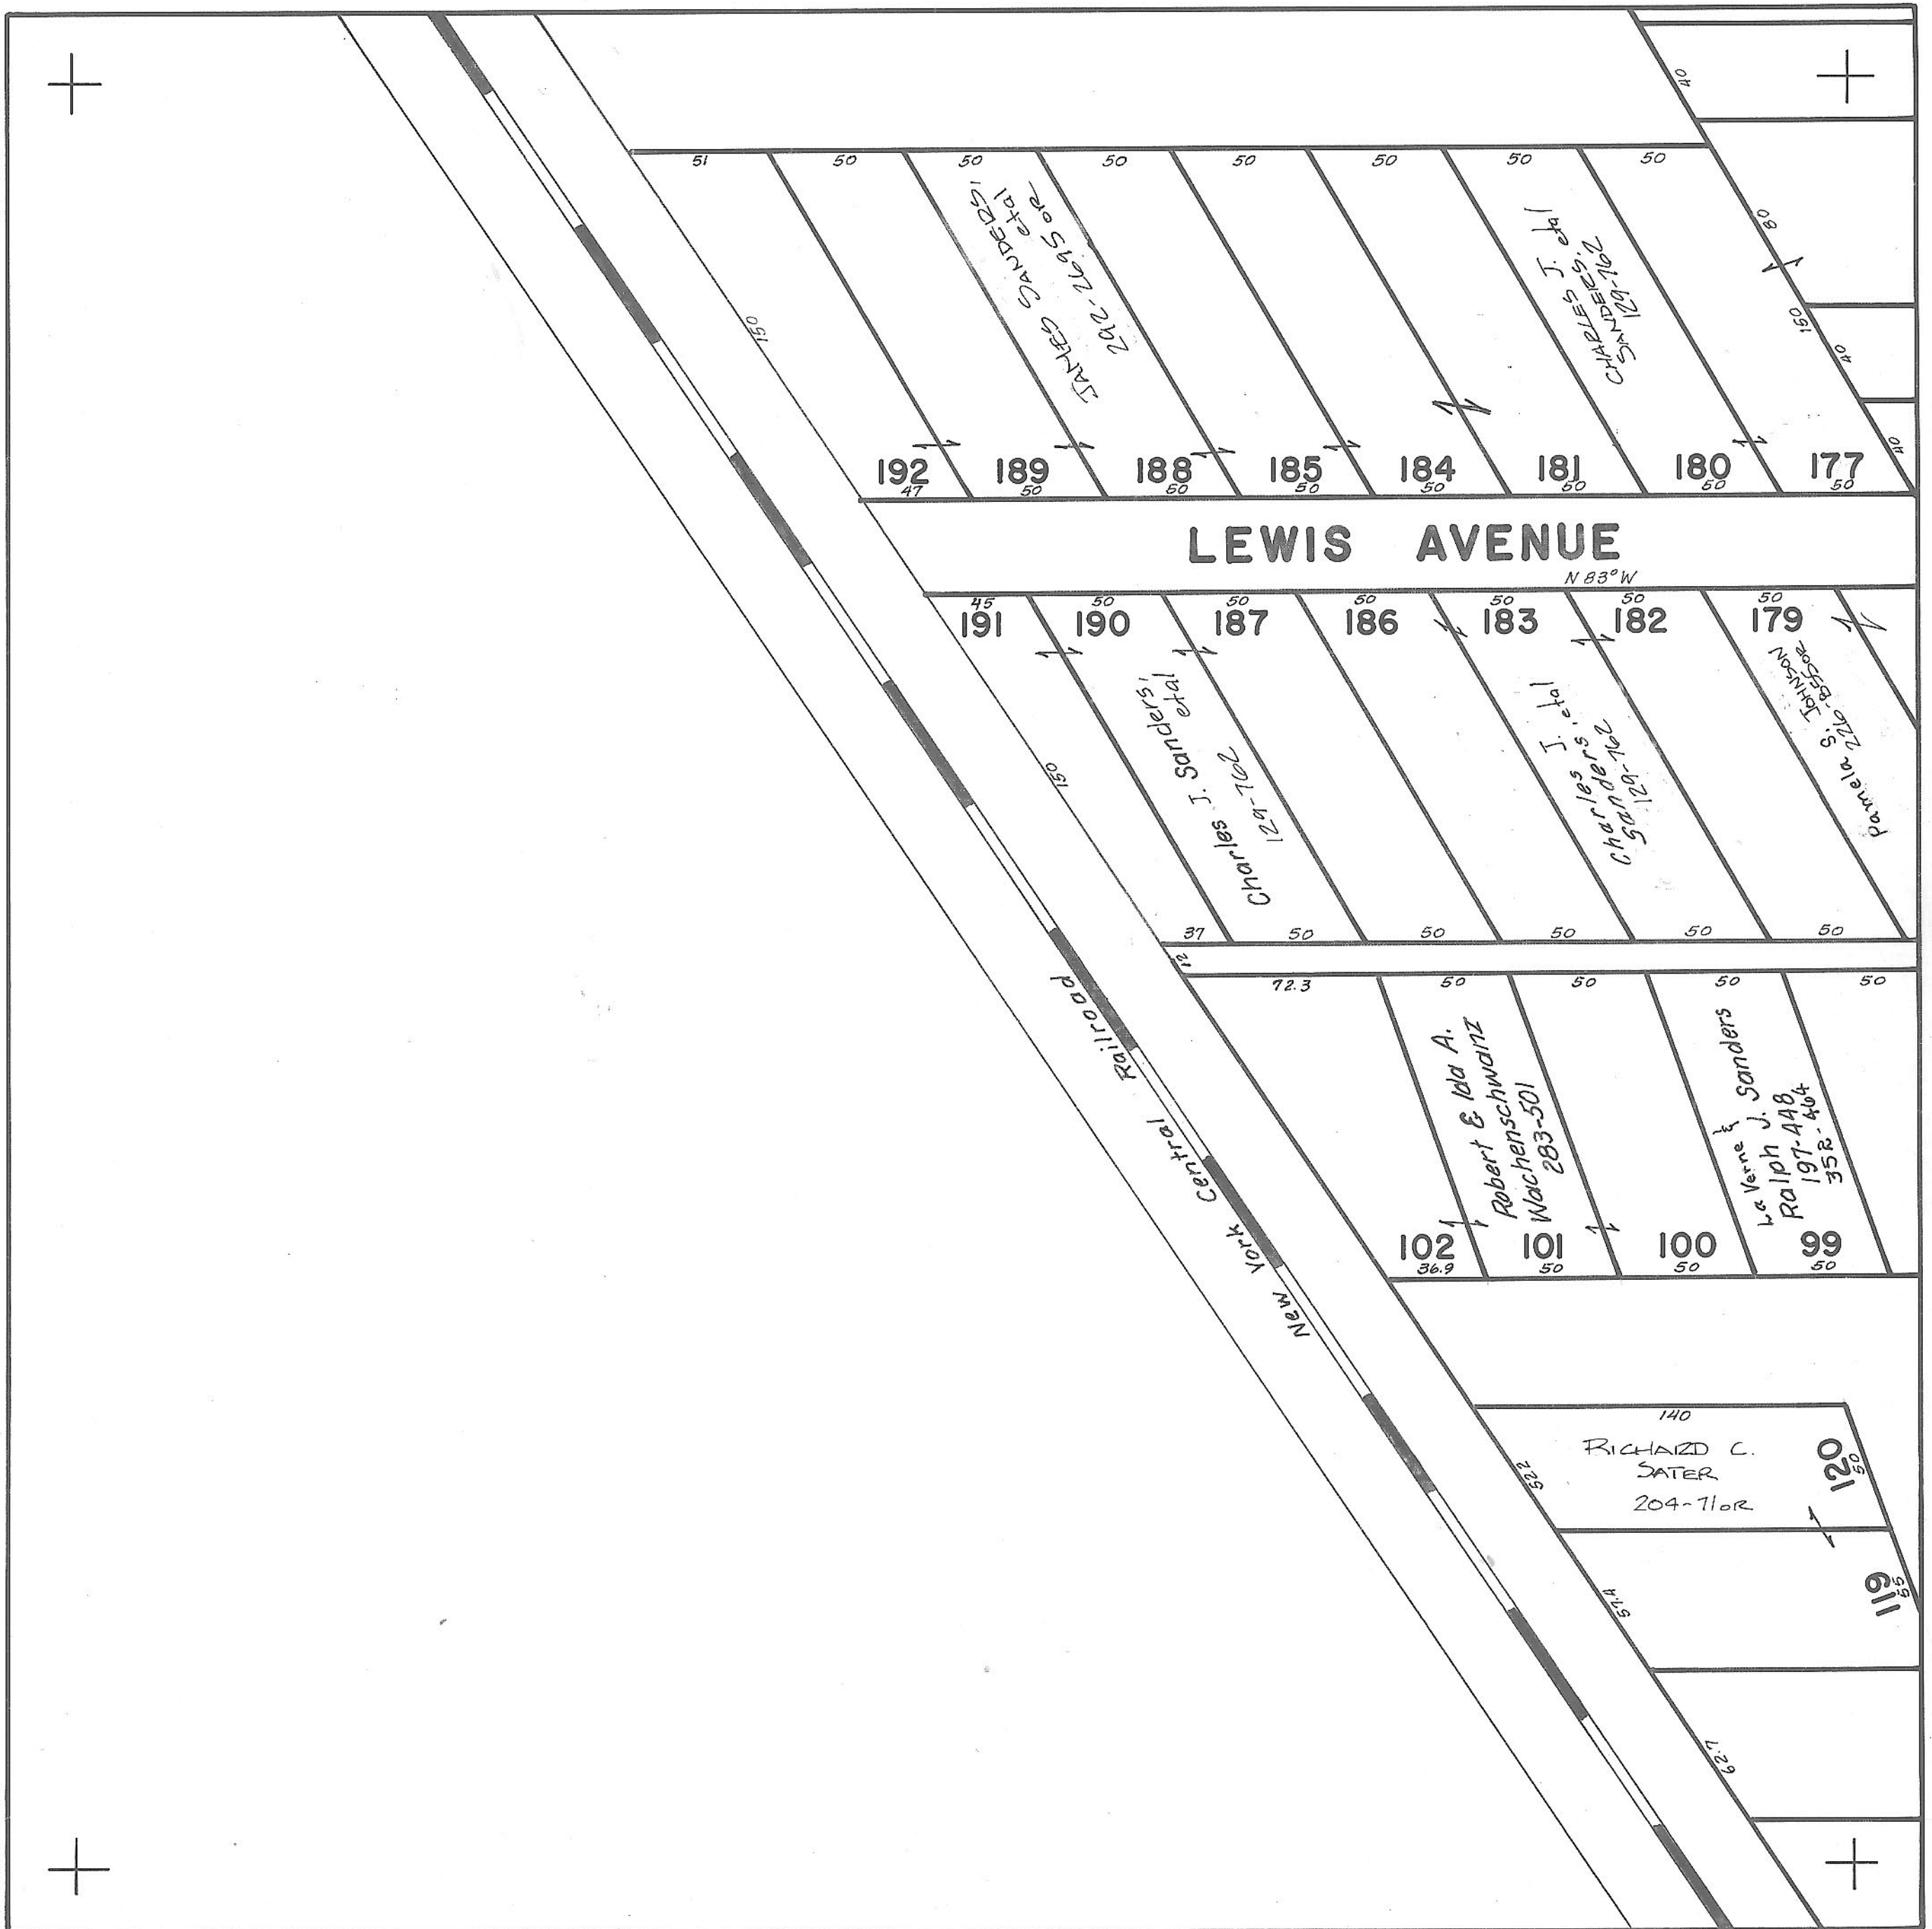 40
51 50 50 50 50 50 50 50
80
JAMES SANDERS,
etal
292-2695 OR
CHARLES J. etal
SANDERS,
129-762
150
150
40
40
192 189 188 185 184 181 180 177
47 50 50 50 50 50 50 50
LEWIS AVENUE
N 83° W
45 50 50 50 50 50 50
191 190 187 186 183 182 179
Charles J. Sanders,
etal
129-762
Charles J.
Sanders, etal
129-762
Pamela S. JOHNSON
150
37 50 50 50 50 50
12
72.3 50 50 50 50
Robert & Ida A.
Wachenschwanz
283-501
La Verne &
Ralph J. Sanders
197-448
352-464
102 101 100 99
36.9 50 50 50
New York Central Railroad
140
RICHARD C.
SATER
204-71 OR
120
50
52.2
119
55
57.4
62.7